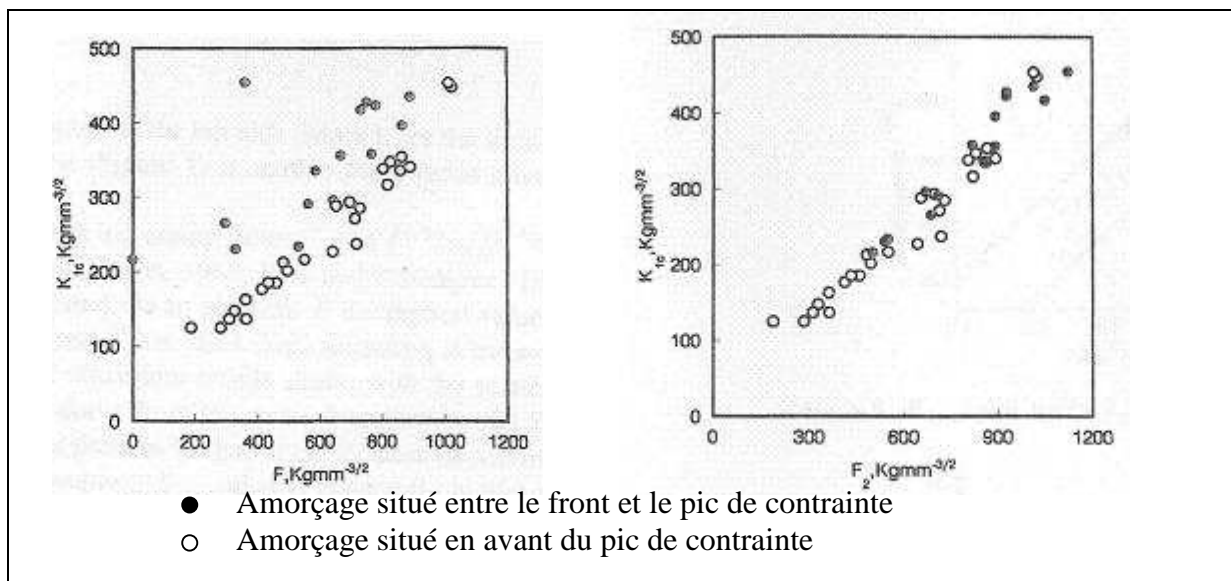 500
400
300
200
100
0
K1c,Kgmm-3/2
0 200 400 600 800 1000 1200
F,Kgmm-3/2
500
400
300
200
100
0
K1c,Kgmm-3/2
0 300 600 900 1200
F2,Kgmm-3/2
● Amorçage situé entre le front et le pic de contrainte
○ Amorçage situé en avant du pic de contrainte